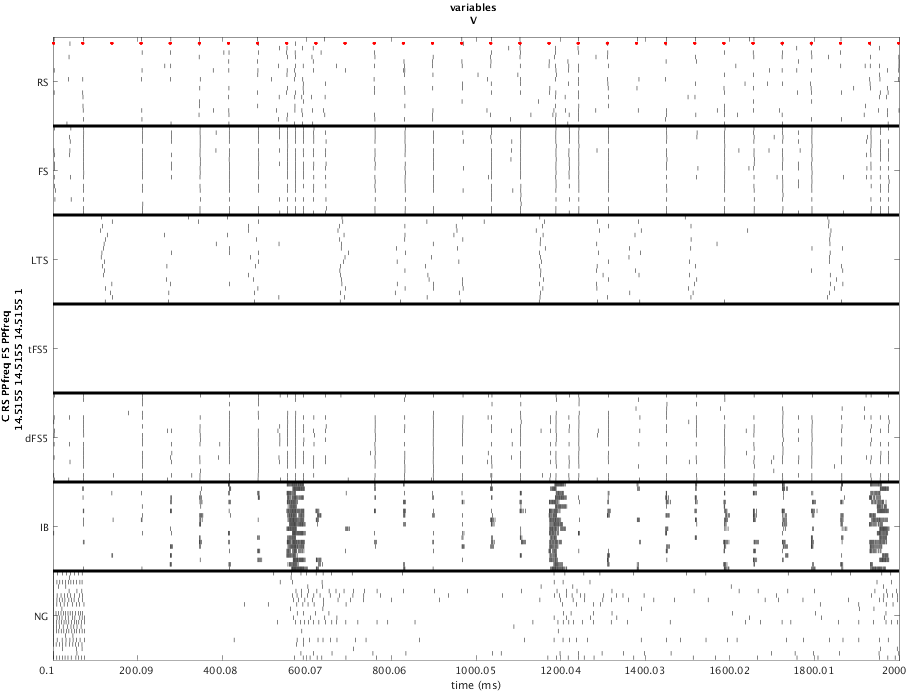 variables
V
RS
FS
LTS
tFS5
dFS5
IB
NG
C RS PPfreq FS PPfreq
14.5155 14.5155 14.5155 1
0.1 200.09 400.08 600.07 800.06 1000.05 1200.04 1400.03 1600.02 1800.01 2000
time (ms)